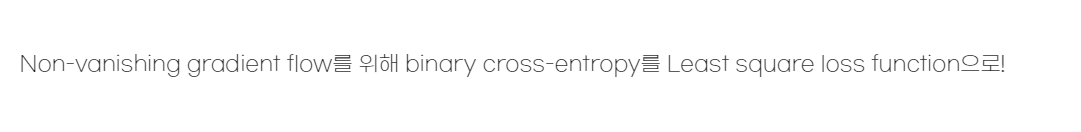 Non-vanishing gradient flow를 위해 binary cross-entropy를 Least square loss function으로!